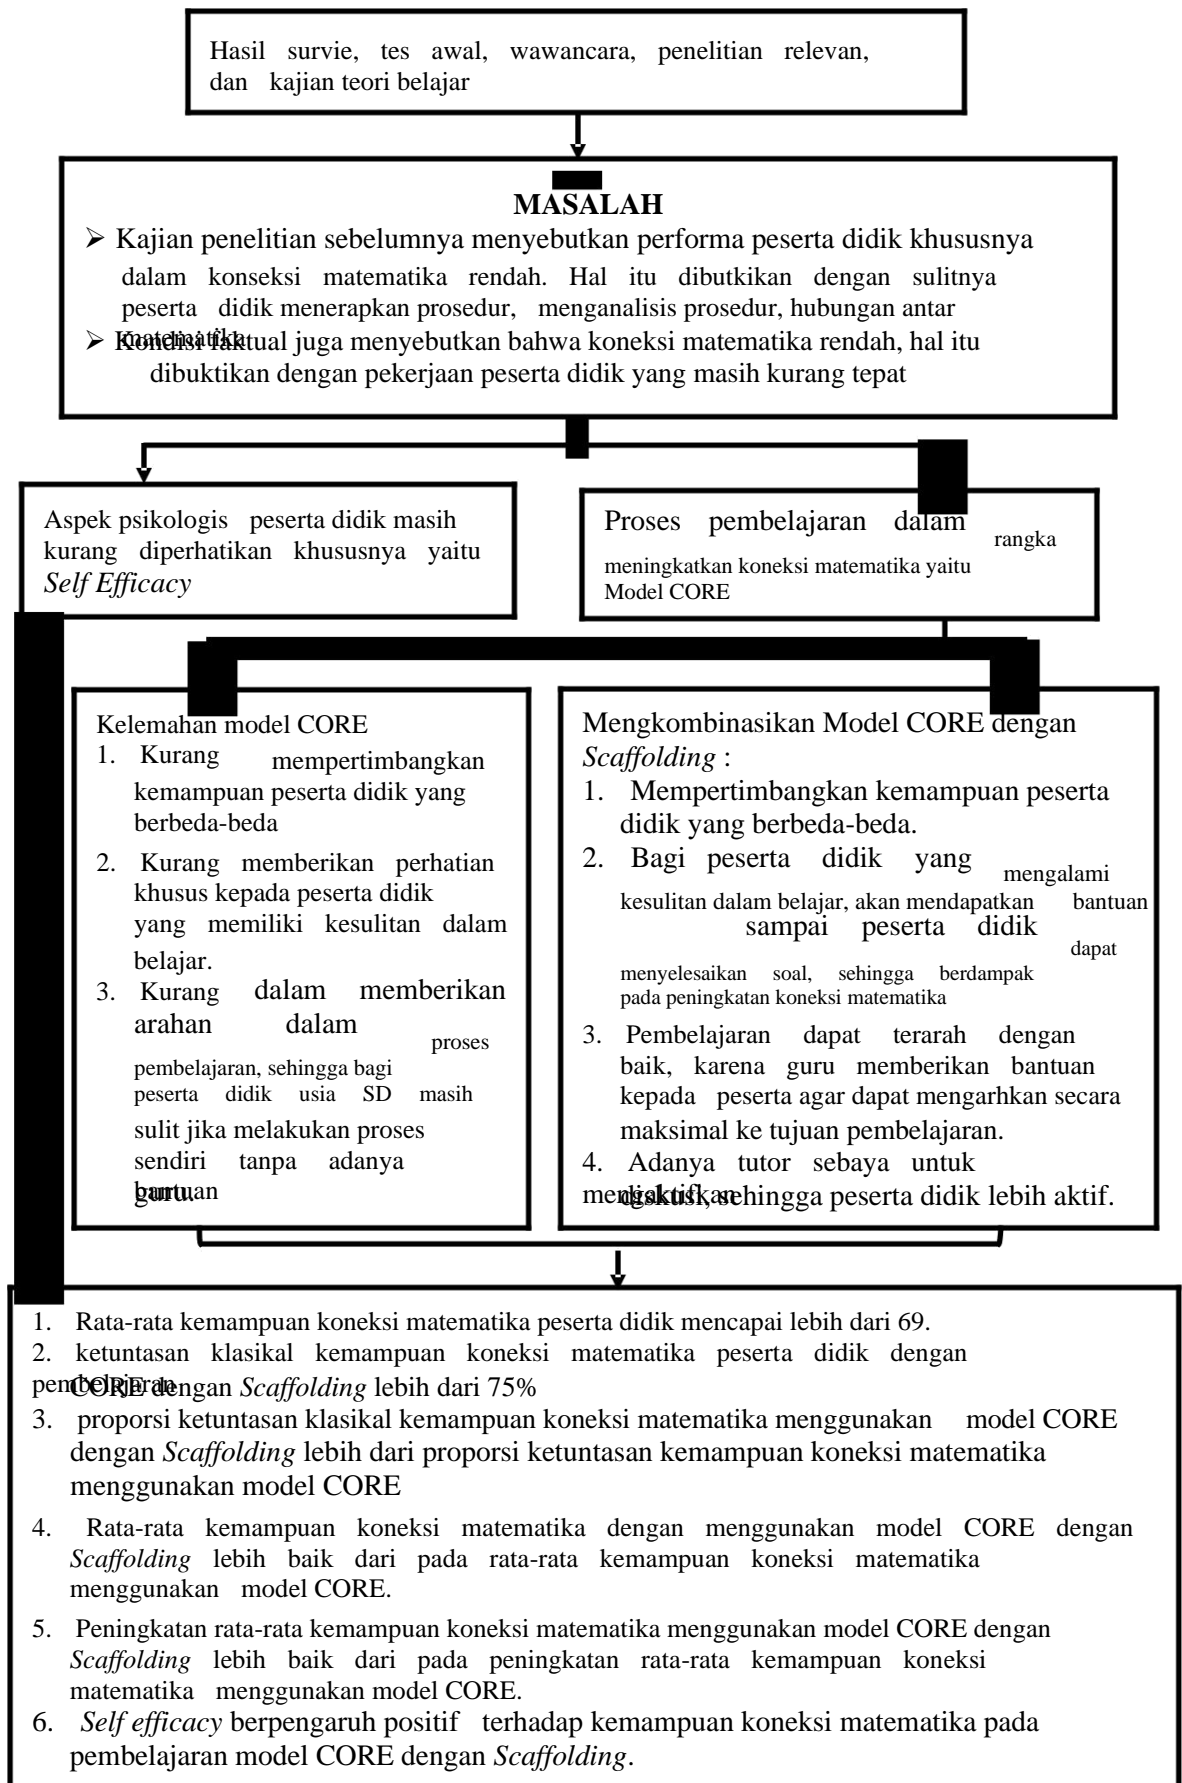 Hasil survie, tes awal, wawancara, penelitian relevan,
dan kajian teori belajar
MASALAH
➢ Kajian penelitian sebelumnya menyebutkan performa peserta didik khususnya
dalam konseksi matematika rendah. Hal itu dibutkikan dengan sulitnya
peserta didik menerapkan prosedur, menganalisis prosedur, hubungan antar
matematika
➢ Kondisi faktual juga menyebutkan bahwa koneksi matematika rendah, hal itu
dibuktikan dengan pekerjaan peserta didik yang masih kurang tepat
Aspek psikologis peserta didik masih
kurang diperhatikan khususnya yaitu
Self Efficacy
Proses pembelajaran dalam rangka
meningkatkan koneksi matematika yaitu
Model CORE
Kelemahan model CORE
1. Kurang mempertimbangkan
kemampuan peserta didik yang
berbeda-beda
2. Kurang memberikan perhatian
khusus kepada peserta didik
yang memiliki kesulitan dalam
belajar.
3. Kurang dalam memberikan
arahan dalam proses
pembelajaran, sehingga bagi
peserta didik usia SD masih
sulit jika melakukan proses
sendiri tanpa adanya
bantuan
guru.
Mengkombinasikan Model CORE dengan
Scaffolding :
1. Mempertimbangkan kemampuan peserta
didik yang berbeda-beda.
2. Bagi peserta didik yang mengalami
kesulitan dalam belajar, akan mendapatkan bantuan
sampai peserta didik dapat
menyelesaikan soal, sehingga berdampak
pada peningkatan koneksi matematika
3. Pembelajaran dapat terarah dengan
baik, karena guru memberikan bantuan
kepada peserta agar dapat mengarhkan secara
maksimal ke tujuan pembelajaran.
4. Adanya tutor sebaya untuk
mengaktifkan
diskusi, sehingga peserta didik lebih aktif.
1. Rata-rata kemampuan koneksi matematika peserta didik mencapai lebih dari 69.
2. ketuntasan klasikal kemampuan koneksi matematika peserta didik dengan
pembelajaran
CORE dengan Scaffolding lebih dari 75%
3. proporsi ketuntasan klasikal kemampuan koneksi matematika menggunakan model CORE
dengan Scaffolding lebih dari proporsi ketuntasan kemampuan koneksi matematika
menggunakan model CORE
4. Rata-rata kemampuan koneksi matematika dengan menggunakan model CORE dengan
Scaffolding lebih baik dari pada rata-rata kemampuan koneksi matematika
menggunakan model CORE.
5. Peningkatan rata-rata kemampuan koneksi matematika menggunakan model CORE dengan
Scaffolding lebih baik dari pada peningkatan rata-rata kemampuan koneksi
matematika menggunakan model CORE.
6. Self efficacy berpengaruh positif terhadap kemampuan koneksi matematika pada
pembelajaran model CORE dengan Scaffolding.